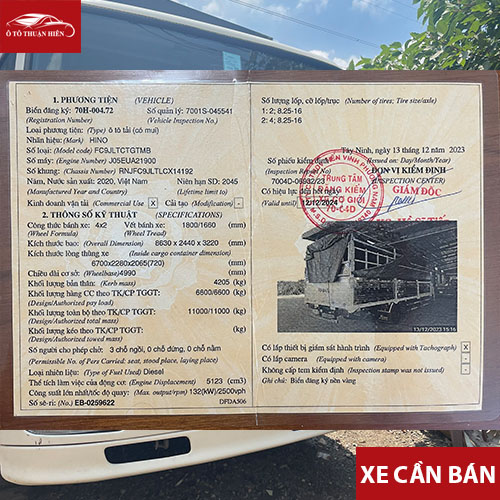 Ô TÔ THUẬN HIỀN
1. PHƯƠNG TIỆN (VEHICLE)
Biển đăng ký: 70H-004.72 Số quản lý: 7001S-045541
(Registration Number) (Vehicle Inspection No.)
Loại phương tiện: (Type) ô tô tải (có mui)
Nhãn hiệu: (Mark) HINO
Số loại: (Model code) FC9JLTCTGTMB
Số động cơ: (Engine Number) J05EUA21900
Số khung: (Chassis Number) RNJFC9JLTLCX14192
Năm, Nước sản xuất: 2020, Việt Nam Niên hạn SD: 2045
(Manufactured Year and Country) (Lifetime limit to)
Kinh doanh vận tải (Commercial Use) X Cải tạo (Modification) -
2. THÔNG SỐ KỸ THUẬT (SPECIFICATIONS)
Công thức bánh xe: 4x2 Vết bánh xe: 1800/1660 (mm)
(Wheel Formula) (Wheel Tread)
Kích thước bao: (Overall Dimension) 8630 x 2440 x 3220 (mm)
Kích thước lòng thùng xe (Inside cargo container dimension)
6700x2280x2065(720) (mm)
Chiều dài cơ sở: (Wheelbase) 4990 (mm)
Khối lượng bản thân: (Kerb mass) 4205 (kg)
Khối lượng hàng CC theo TK/CP TGGT: 6600/6600 (kg)
(Design/Authorized pay load)
Khối lượng toàn bộ theo TK/CP TGGT: 11000/11000 (kg)
(Design/Authorized total mass)
Khối lượng kéo theo TK/CP TGGT: (kg)
(Design/Authorized towed mass)
Số người cho phép chở: 3 chỗ ngồi, 0 chỗ đứng, 0 chỗ nằm
(Permissible No. of Pers Carried: seat, stood place, laying place)
Loại nhiên liệu: (Type of Fuel Used) Diesel
Thể tích làm việc của động cơ: (Engine Displacement) 5123 (cm3)
Công suất lớn nhất/tốc độ quay: (Max. output/rpm) 132(kW)/2500vph
Số sê-ri: (No.) EB-0259622 DFDA506
Số lượng lốp, cỡ lốp/trục (Number of tires; Tire size/axle)
1: 2; 8.25-16
2: 4; 8.25-16
Tây Ninh, ngày 13 tháng 12 năm 2023
Số phiếu kiểm định (Issued on: Day/Month/Year)
(Inspection Report No) ĐƠN VỊ KIỂM ĐỊNH
7004D-06932/23 (INSPECTION CENTER)
Có hiệu lực đến hết ngày GIÁM ĐỐC
(Valid until) 12/12/2024
TRUNG TÂM
ĐĂNG KIỂM
XE CƠ GIỚI
70-04D
13/12/2023 15:16
Có lắp thiết bị giám sát hành trình (Equipped with Tachograph) X
Có lắp camera (Equipped with camera) -
Không cấp tem kiểm định (Inspection stamp was not issued) -
Ghi chú: Biển đăng ký nền vàng
XE CẦN BÁN